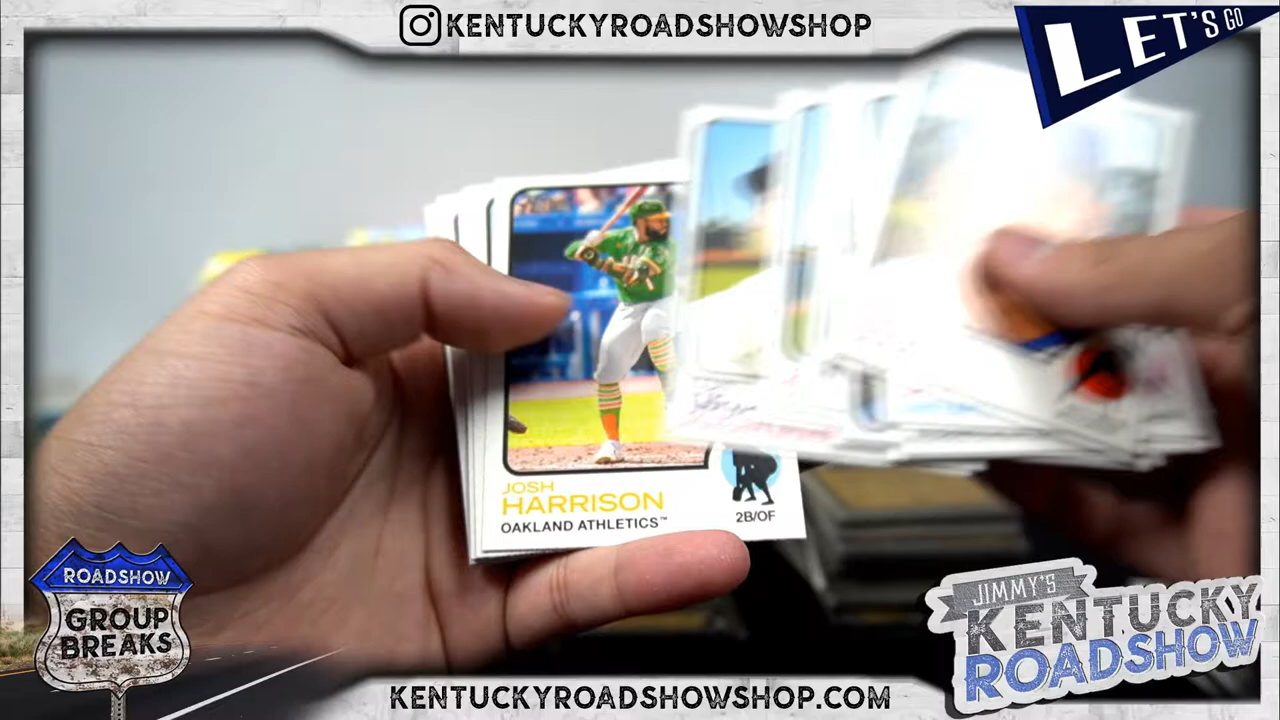 KENTUCKYROADSHOWSHOP
LET'S GO
JOSH
HARRISON
OAKLAND ATHLETICS™
2B/OF
ROADSHOW
GROUP
BREAKS
JIMMY'S
KENTUCKY
ROADSHOW
KENTUCKYROADSHOWSHOP.COM